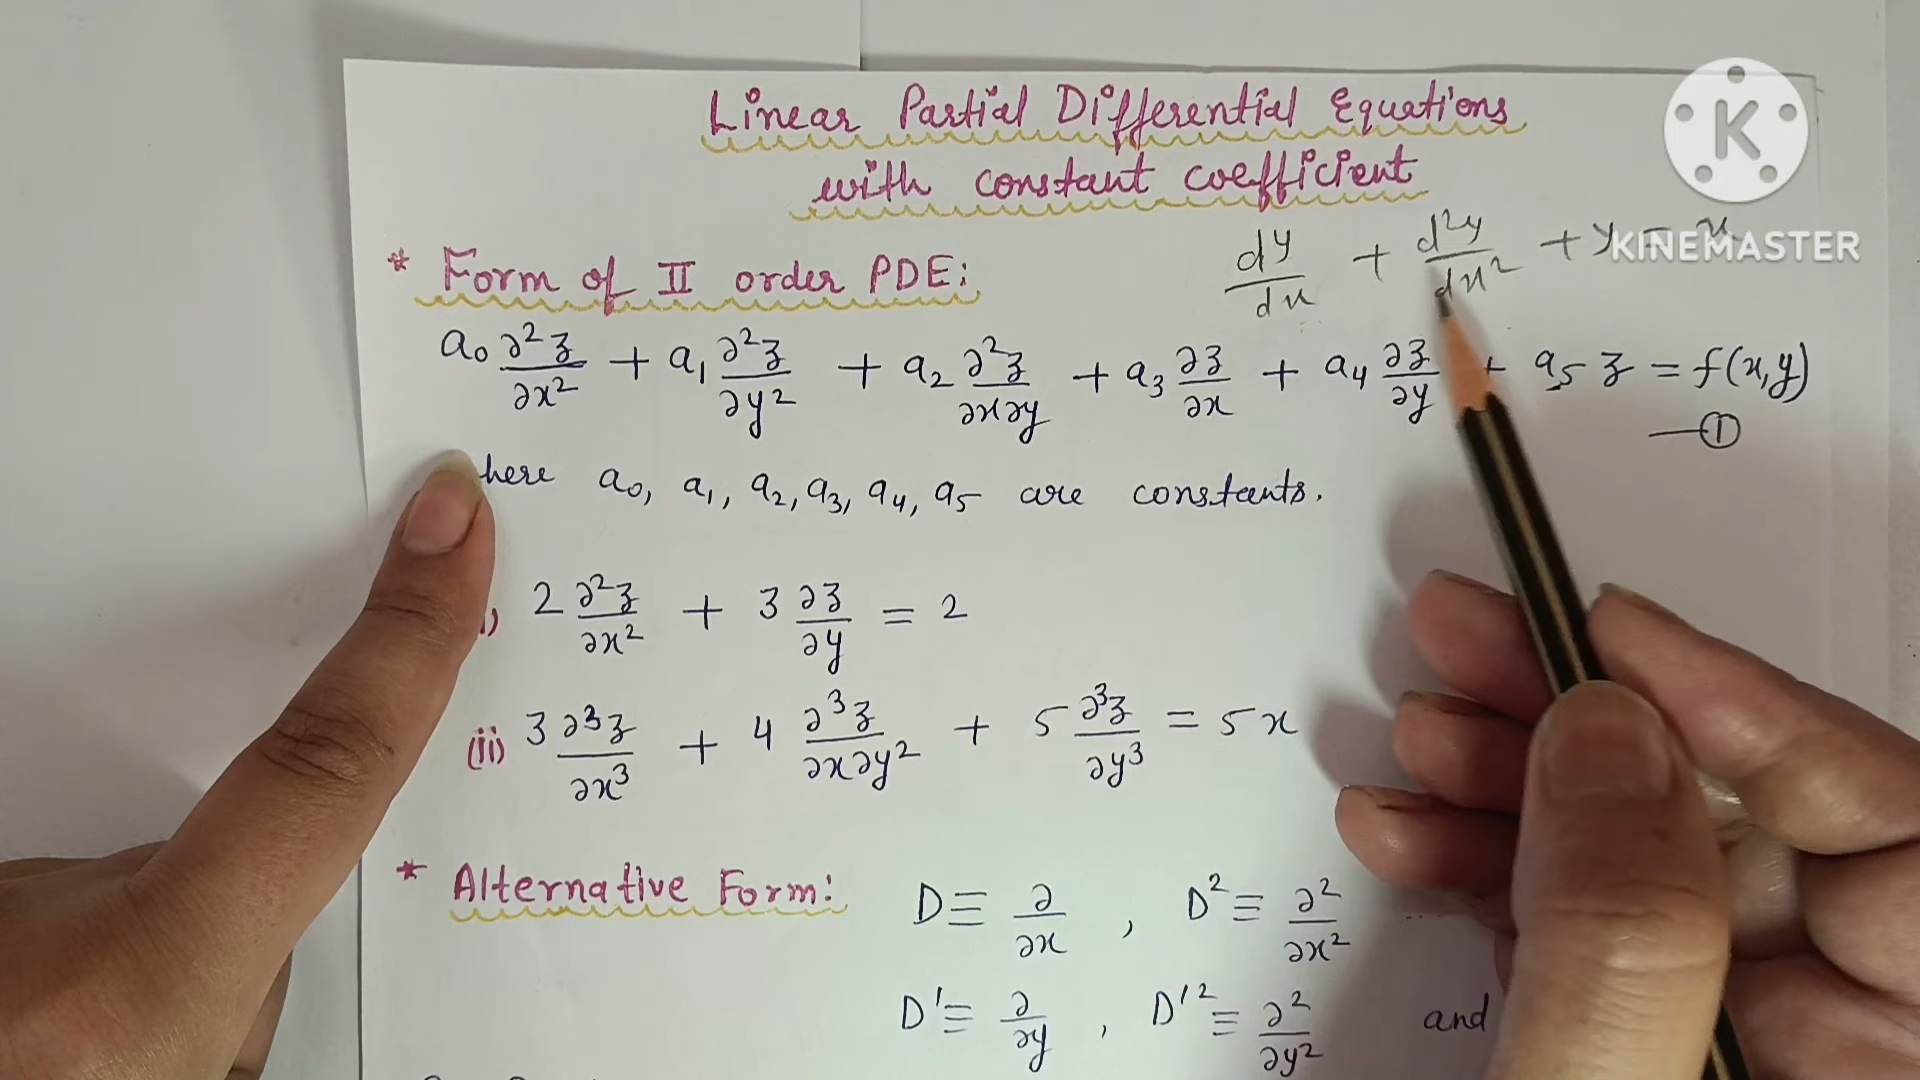 Linear Partial Differential Equations
with constant coefficient
K
KINEMASTER
dy/dx + d²y/dx² + y = x
* Form of II order PDE:
a₀ ∂²z/∂x² + a₁ ∂²z/∂y² + a₂ ∂²z/∂x∂y + a₃ ∂z/∂x + a₄ ∂z/∂y + a₅ z = f(x,y)
—①
here a₀, a₁, a₂, a₃, a₄, a₅ are constants.
2 ∂²z/∂x² + 3 ∂z/∂y = 2
(ii) 3 ∂³z/∂x³ + 4 ∂³z/∂x∂y² + 5 ∂³z/∂y³ = 5x
* Alternative Form:
D ≡ ∂/∂x , D² ≡ ∂²/∂x²
D' ≡ ∂/∂y , D'² ≡ ∂²/∂y² and